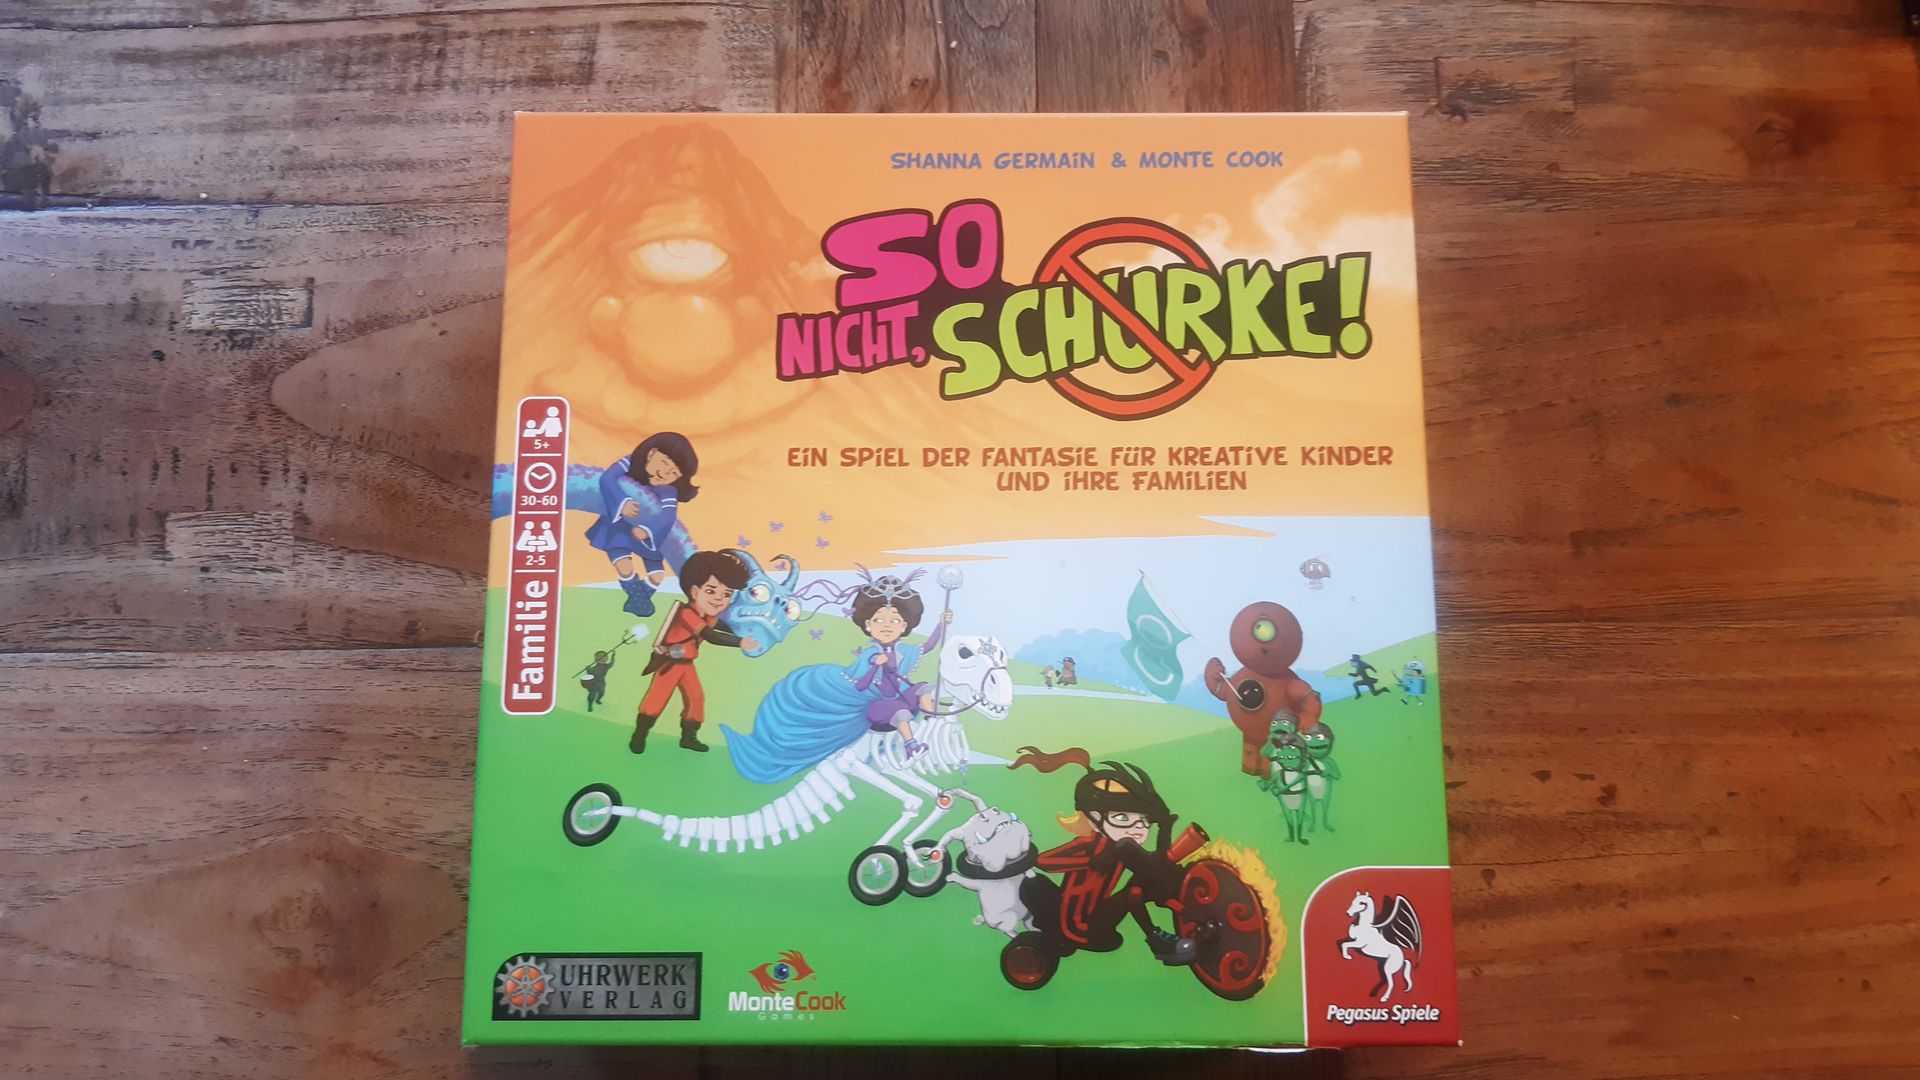 SHANNA GERMAIN & MONTE COOK
SO
NICHT, SCHURKE!
EIN SPIEL DER FANTASIE FÜR KREATIVE KINDER
UND IHRE FAMILIEN
5+
30-60
2-5
Familie
UHRWERK
VERLAG
MonteCook
Games
Pegasus Spiele